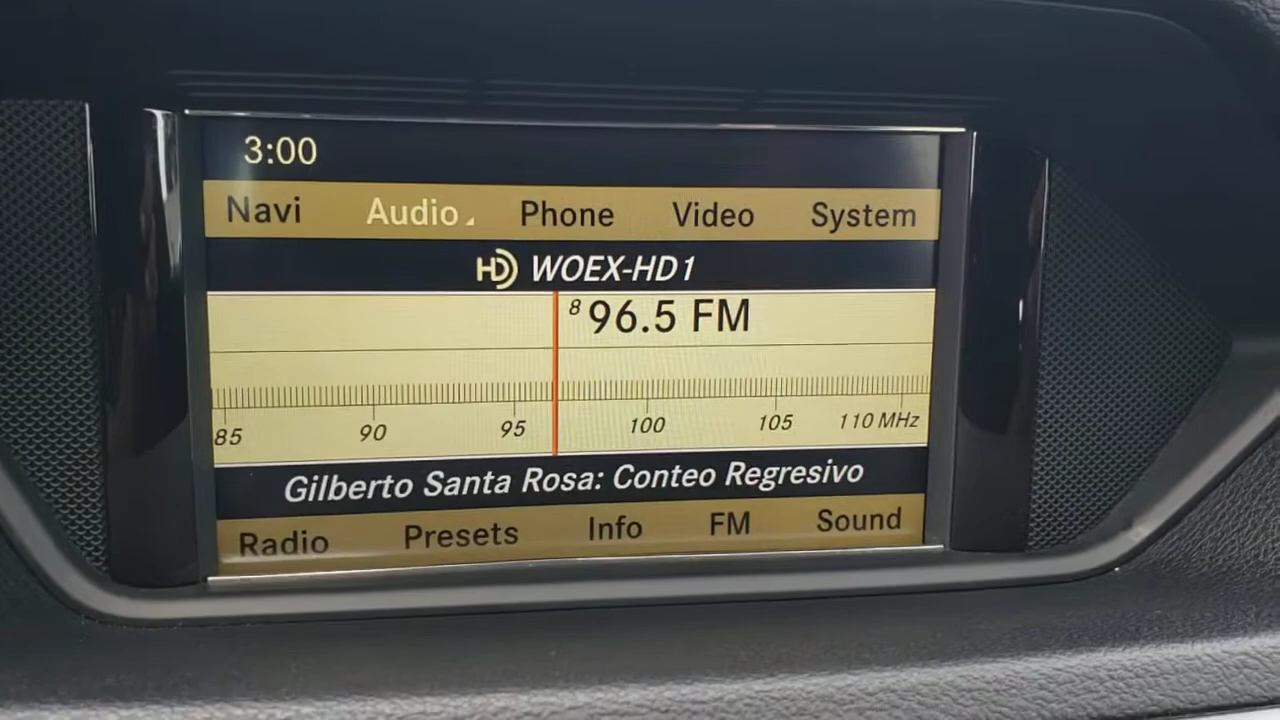 3:00
Navi Audio Phone Video System
HD WOEX-HD1
8 96.5 FM
85 90 95 100 105 110 MHz
Gilberto Santa Rosa: Conteo Regresivo
Radio Presets Info FM Sound